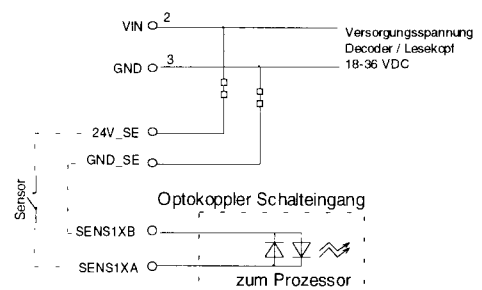 VIN 2
Versorgungsspannung
Decoder / Lesekopf
18-36 VDC
GND 3
24V_SE
GND_SE
Sensor
Optokoppler Schalteingang
SENS1XB
SENS1XA
zum Prozessor